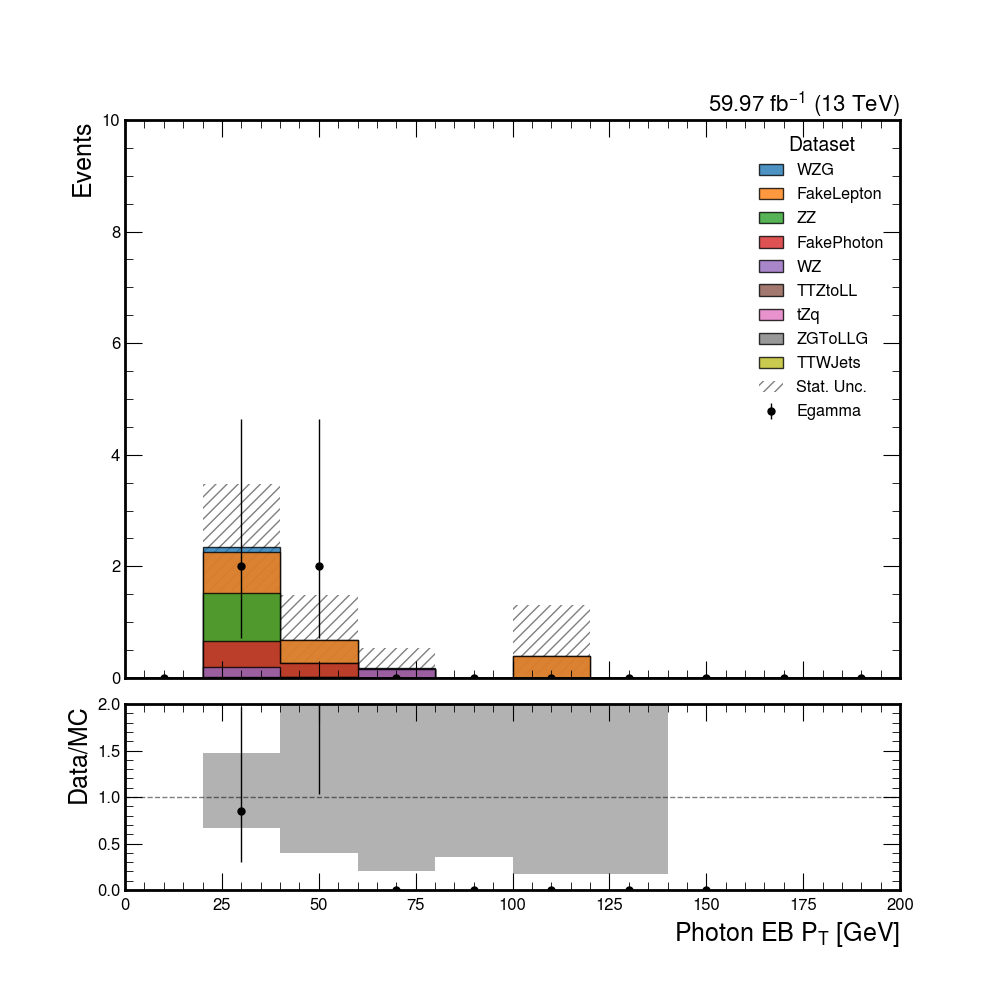 59.97 fb⁻¹ (13 TeV)
Events
10
8
6
4
2
0
Dataset
WZG
FakeLepton
ZZ
FakePhoton
WZ
TTZtoLL
tZq
ZGToLLG
TTWJets
Stat. Unc.
Egamma
Data/MC
2.0
1.5
1.0
0.5
0.0
0 25 50 75 100 125 150 175 200
Photon EB P_T [GeV]